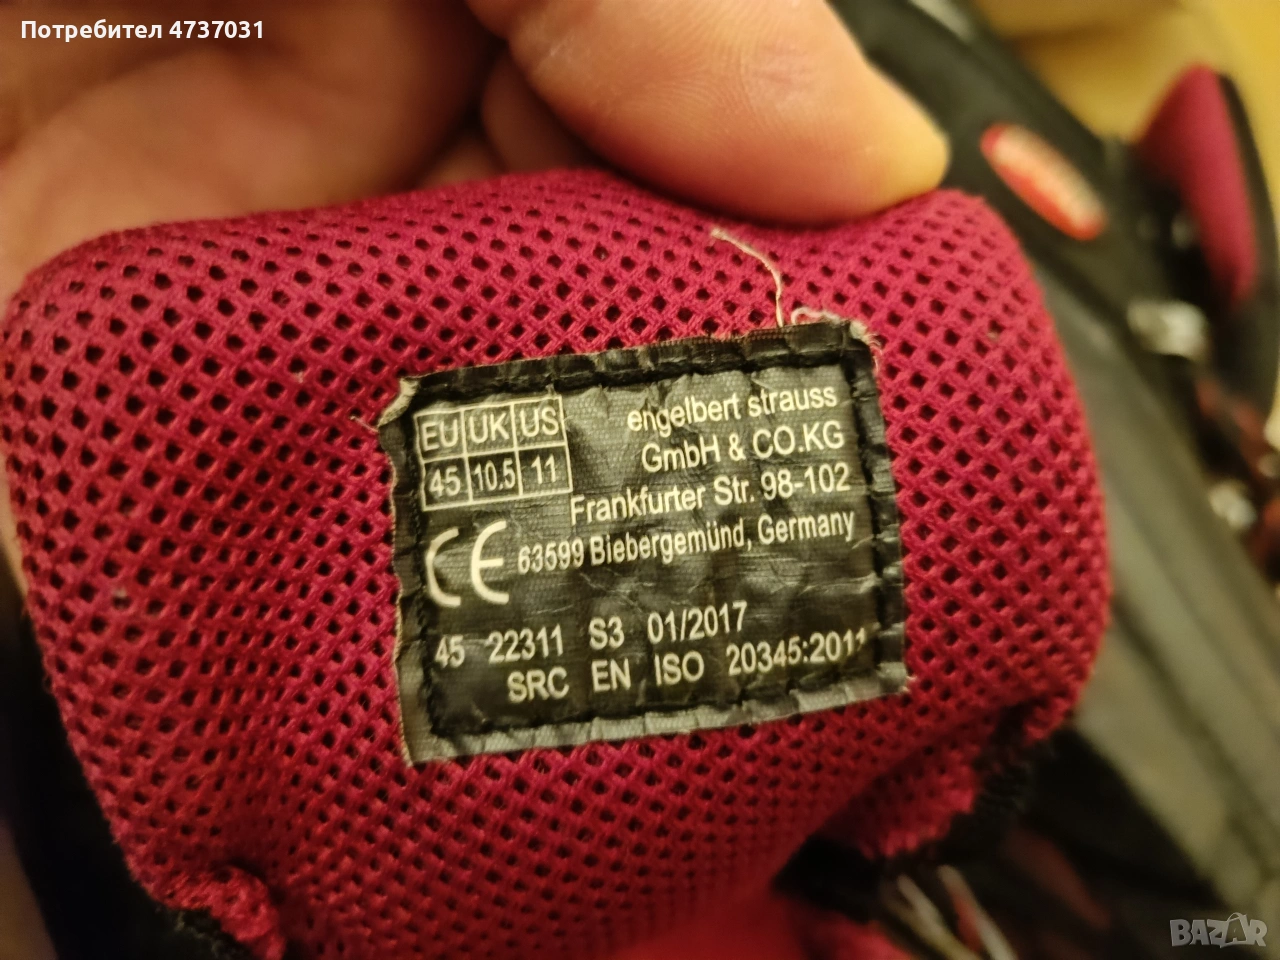 Потребител 4737031
EU UK US
45 10.5 11
engelbert strauss
GmbH & CO.KG
Frankfurter Str. 98-102
63599 Biebergemünd, Germany
CE
45 22311 S3 01/2017
SRC EN ISO 20345:2011
BAZAR